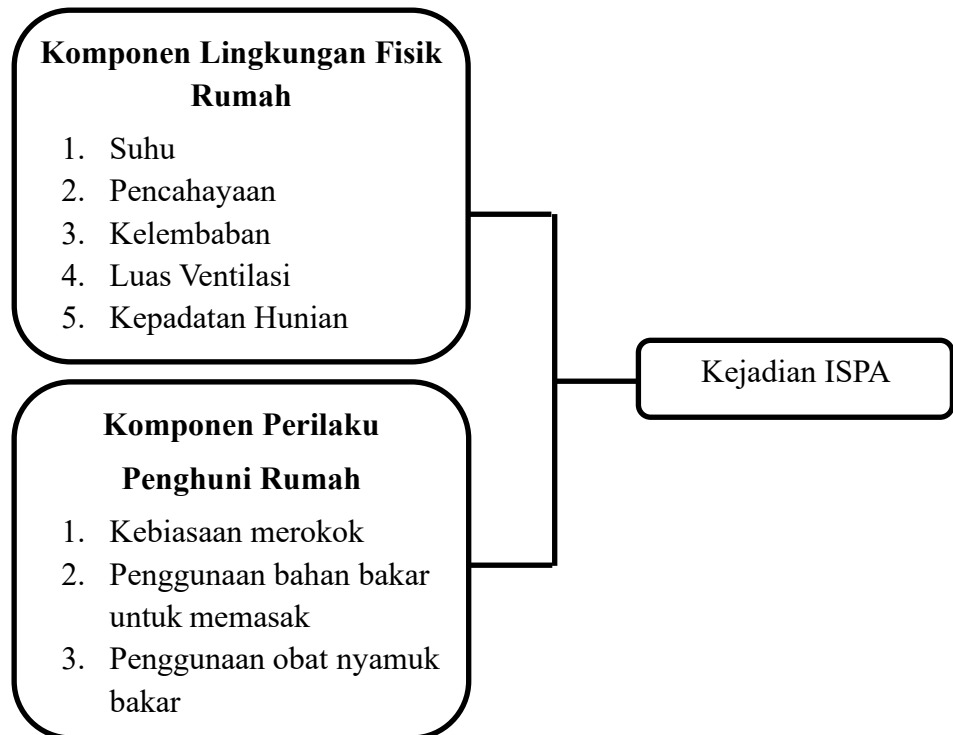 Komponen Lingkungan Fisik
Rumah
1. Suhu
2. Pencahayaan
3. Kelembaban
4. Luas Ventilasi
5. Kepadatan Hunian
Kejadian ISPA
Komponen Perilaku
Penghuni Rumah
1. Kebiasaan merokok
2. Penggunaan bahan bakar
untuk memasak
3. Penggunaan obat nyamuk
bakar